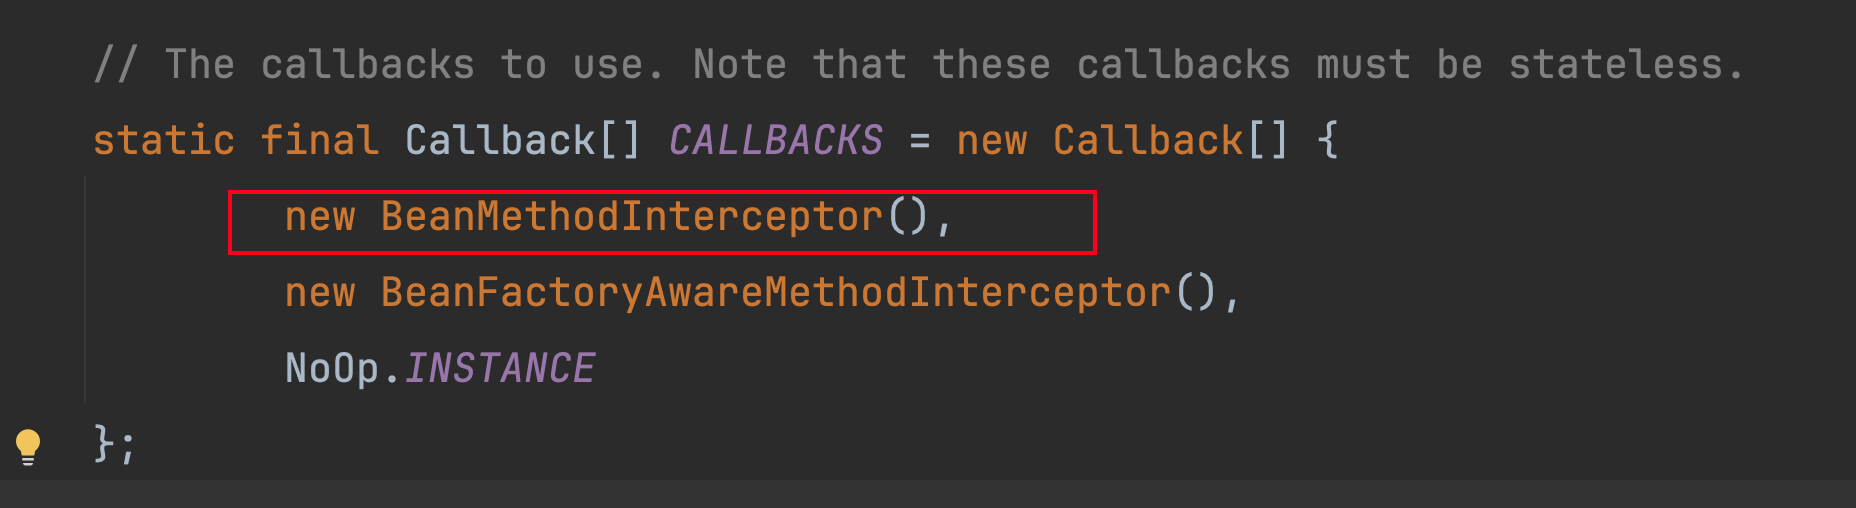 // The callbacks to use. Note that these callbacks must be stateless.
static final Callback[] CALLBACKS = new Callback[] {
new BeanMethodInterceptor(),
new BeanFactoryAwareMethodInterceptor(),
NoOp.INSTANCE
};